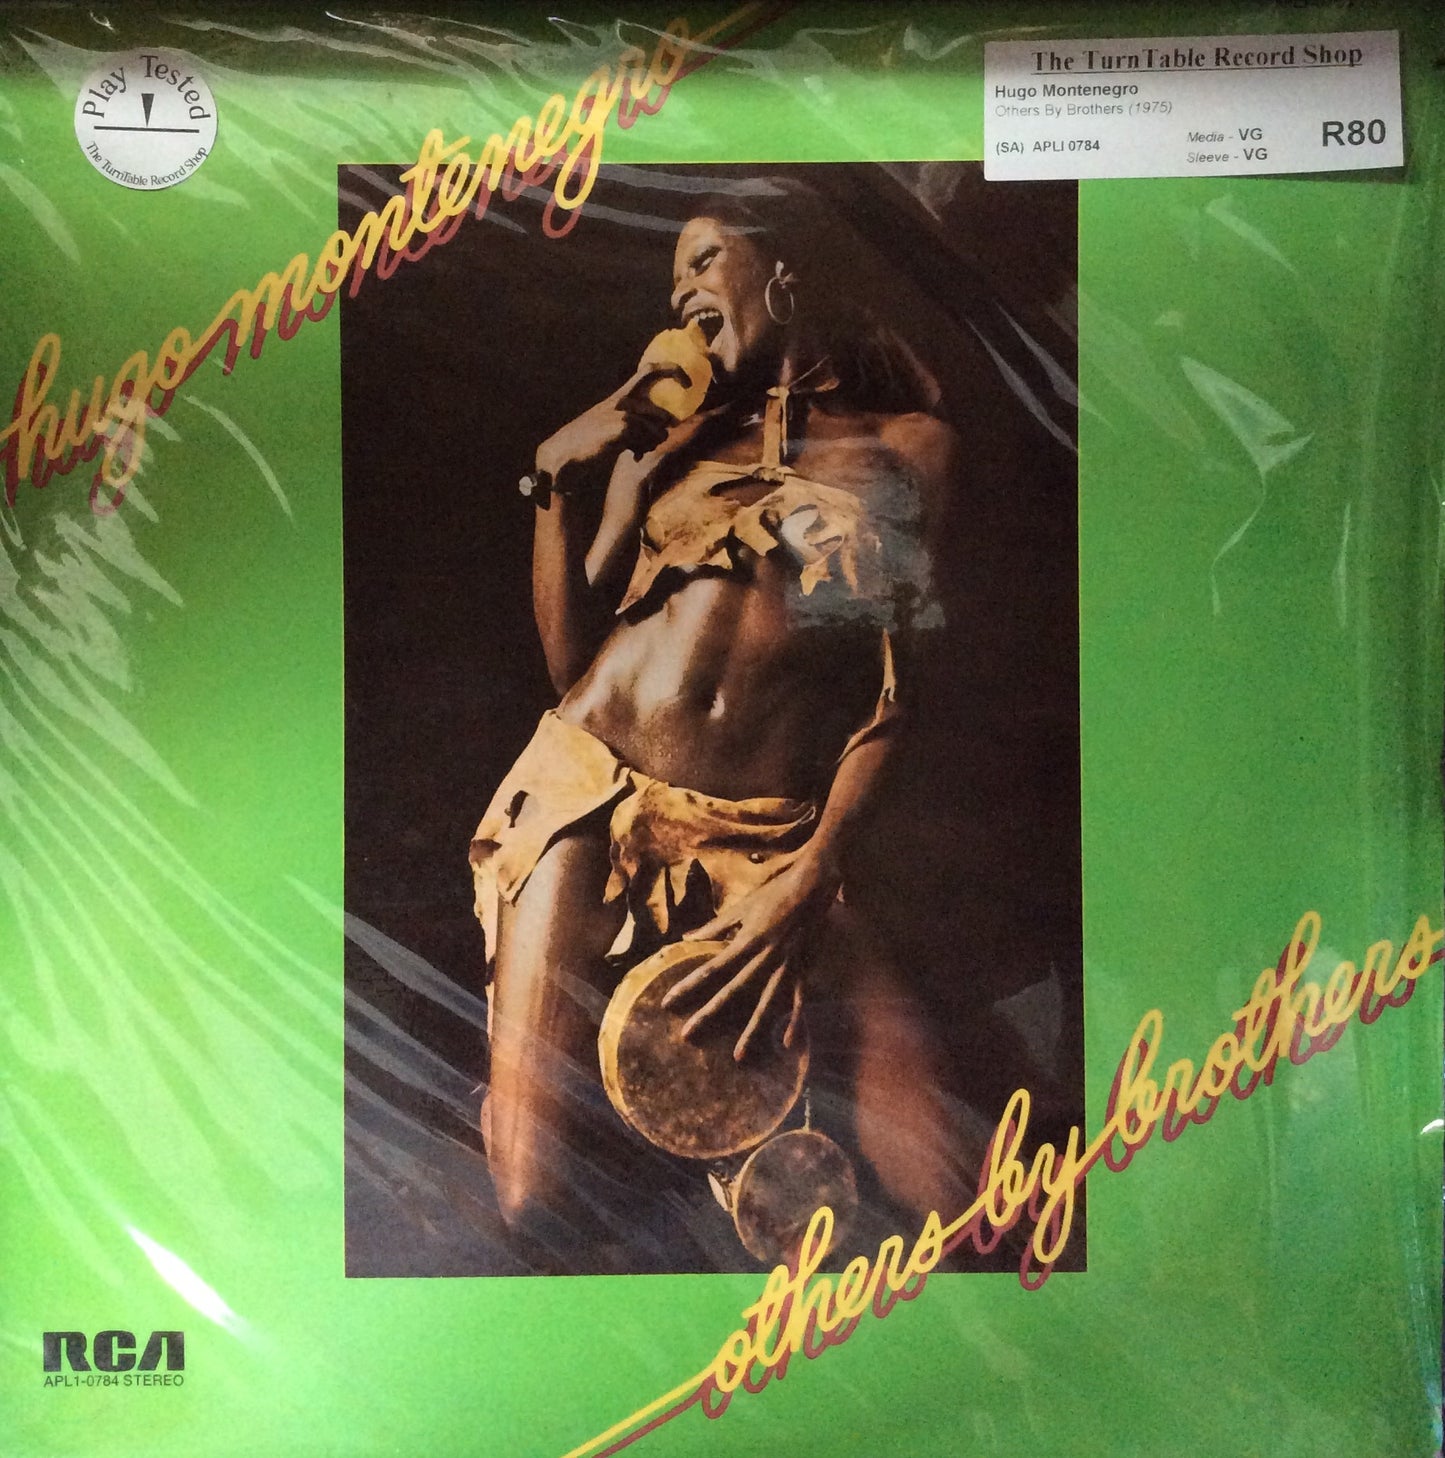 Play Tested
The TurnTable Record Shop
The TurnTable Record Shop
Hugo Montenegro
Others By Brothers (1975)
(SA) APLI 0784
Media - VG
Sleeve - VG
R80
hugo montenegro
others by brothers
RCA
APL1-0784 STEREO